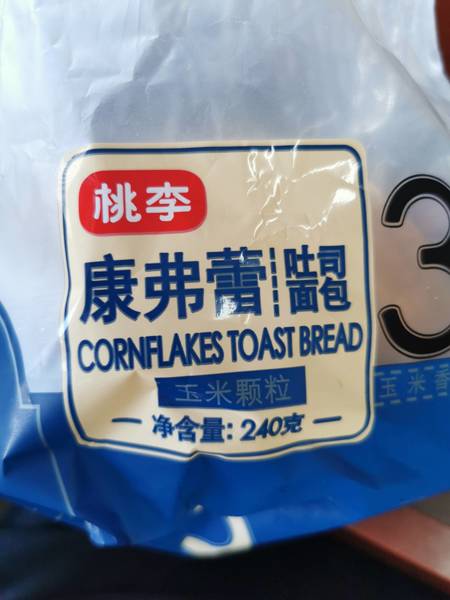 桃李
康弗蕾
吐司
面包
CORNFLAKES TOAST BREAD
玉米颗粒
净含量: 240克
3
玉米香